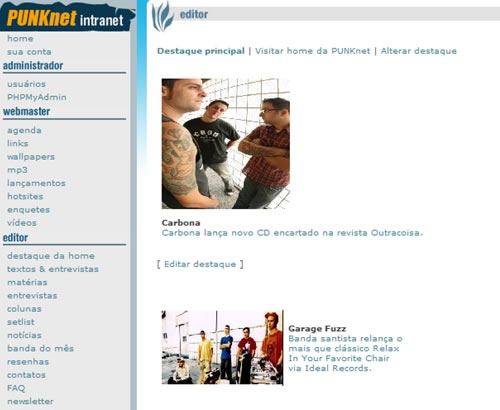 PUNKnet intranet
home
sua conta
administrador
usuários
PHPMyAdmin
webmaster
agenda
links
wallpapers
mp3
lançamentos
hotsites
enquetes
vídeos
editor
destaque da home
textos & entrevistas
matérias
entrevistas
colunas
setlist
notícias
banda do mês
resenhas
contatos
FAQ
newsletter
editor
Destaque principal | Visitar home da PUNKnet | Alterar destaque
CBGB
Carbona
Carbona lança novo CD encartado na revista Outracoisa.
[ Editar destaque ]
Garage Fuzz
Banda santista relança o
mais que clássico Relax
In Your Favorite Chair
via Ideal Records.